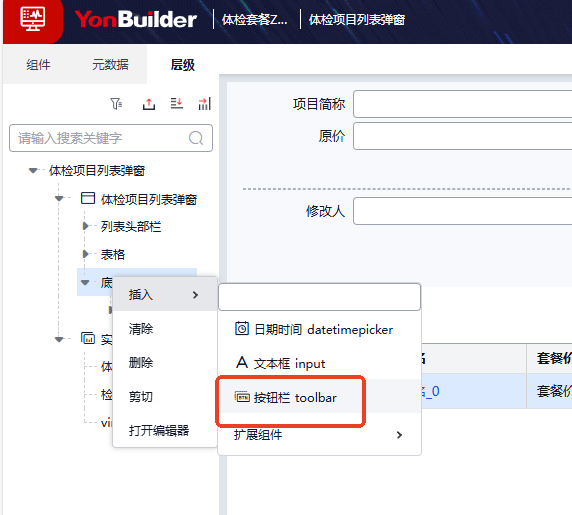 YonBuilder 体检套餐Z... 体检项目列表弹窗
组件 元数据 层级
请输入搜索关键字
体检项目列表弹窗
体检项目列表弹窗
列表头部栏
表格
底
实
体
检
vi
插入
清除
删除
剪切
打开编辑器
日期时间 datetimepicker
文本框 input
BTN 按钮栏 toolbar
扩展组件
项目简称
原价
修改人
名 套餐价
名_0 套餐价